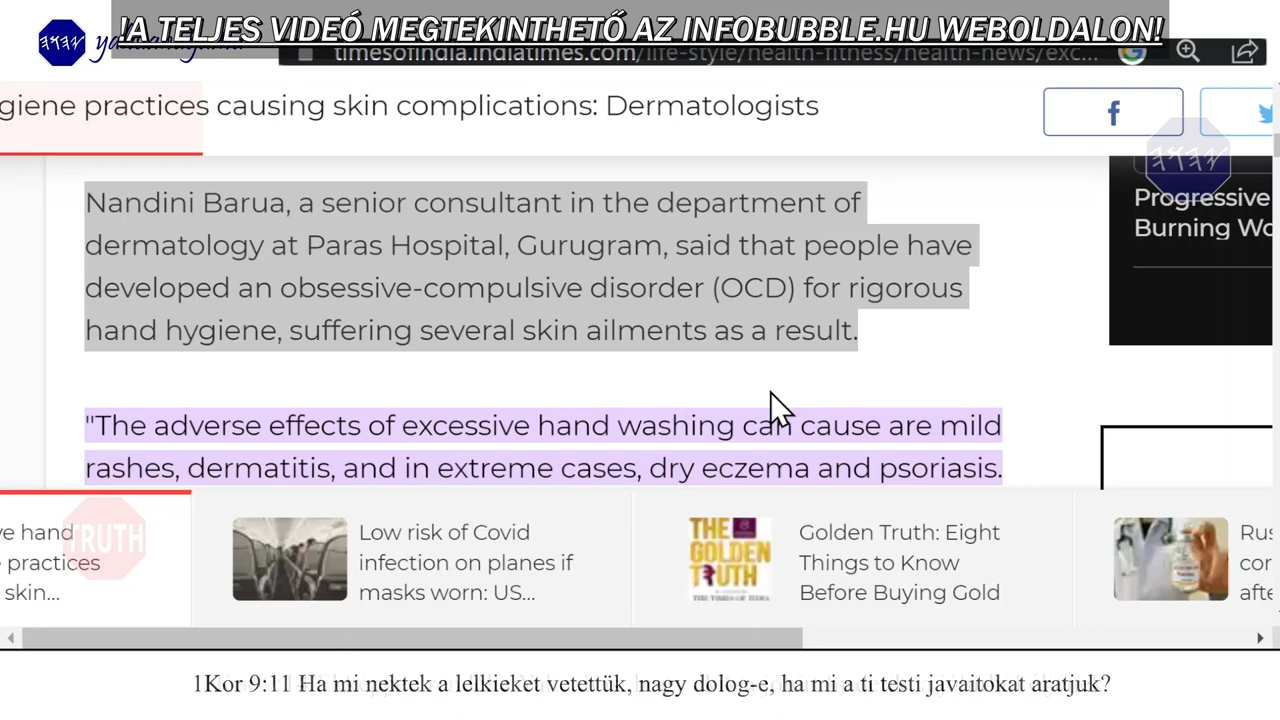 !A TELJES VIDEÓ MEGTEKINTHETŐ AZ INFOBUBBLE.HU WEBOLDALON!
timesofindia.indiatimes.com/life-style/health-fitness/health-news/exc...
giene practices causing skin complications: Dermatologists
f
Nandini Barua, a senior consultant in the department of
dermatology at Paras Hospital, Gurugram, said that people have
developed an obsessive-compulsive disorder (OCD) for rigorous
hand hygiene, suffering several skin ailments as a result.
Progressive
Burning Wo
"The adverse effects of excessive hand washing can cause are mild
rashes, dermatitis, and in extreme cases, dry eczema and psoriasis.
ve hand
practices
skin...
TRUTH
Low risk of Covid
infection on planes if
masks worn: US...
THE
GOLDEN
TRUTH
THE TIMES OF INDIA
Golden Truth: Eight
Things to Know
Before Buying Gold
Rus
cor
afte
1Kor 9:11 Ha mi nektek a lelkieket vetettük, nagy dolog-e, ha mi a ti testi javaitokat aratjuk?